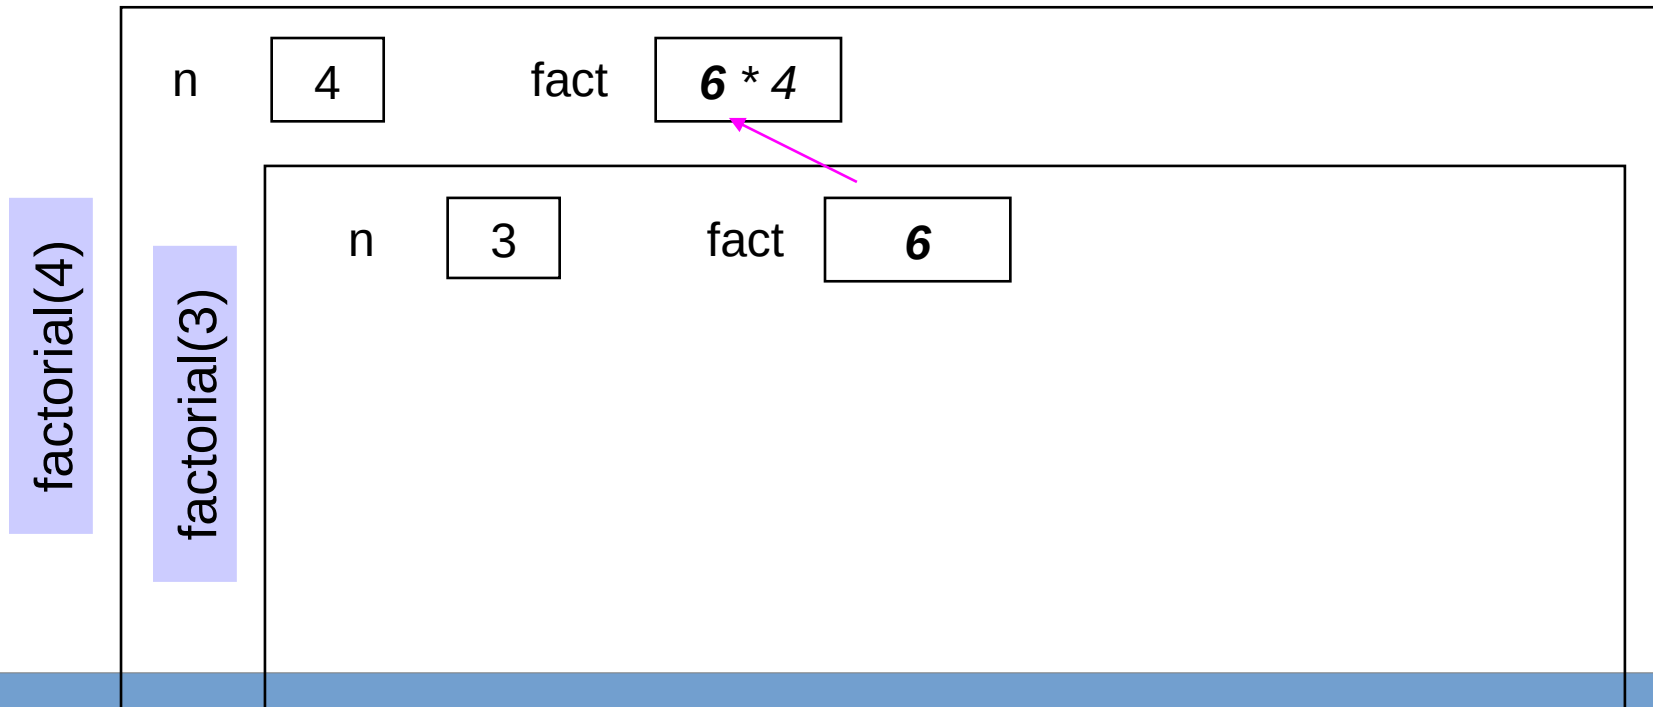 n 4 fact 6 * 4
n 3 fact 6
factorial(4)
factorial(3)